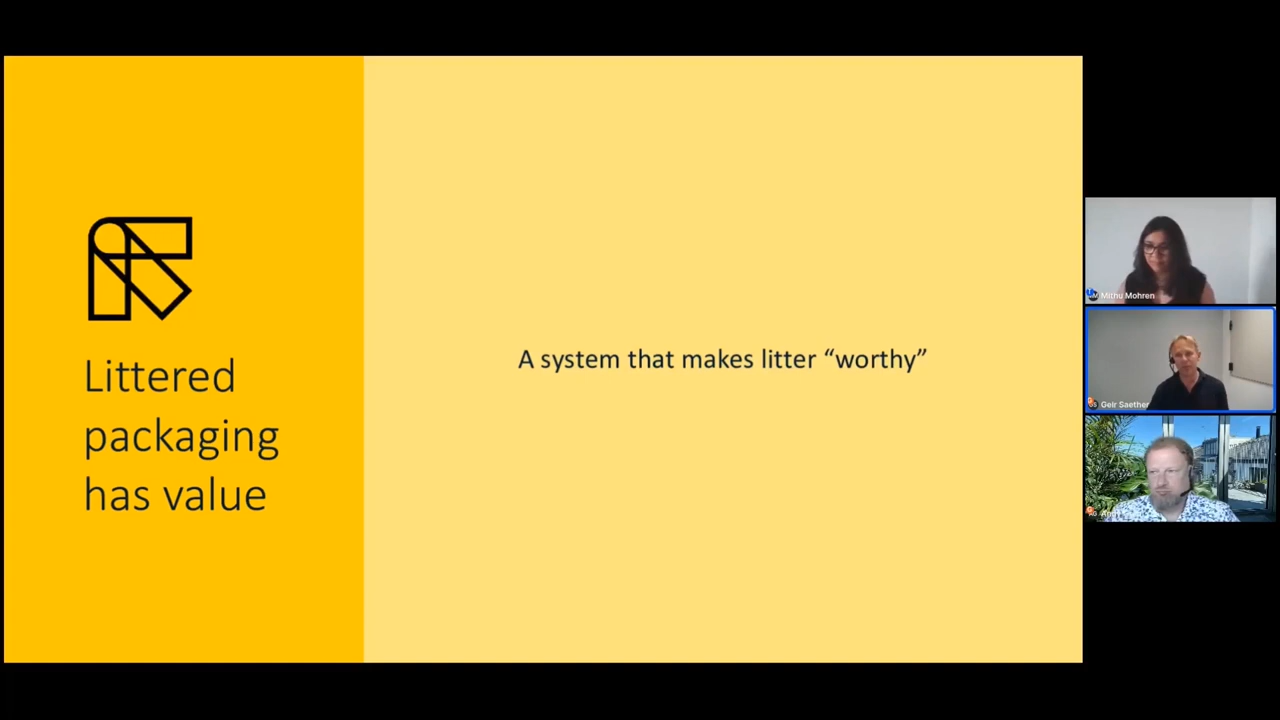 Littered
packaging
has value
A system that makes litter “worthy”
Mithu Mohren
Geir Saether